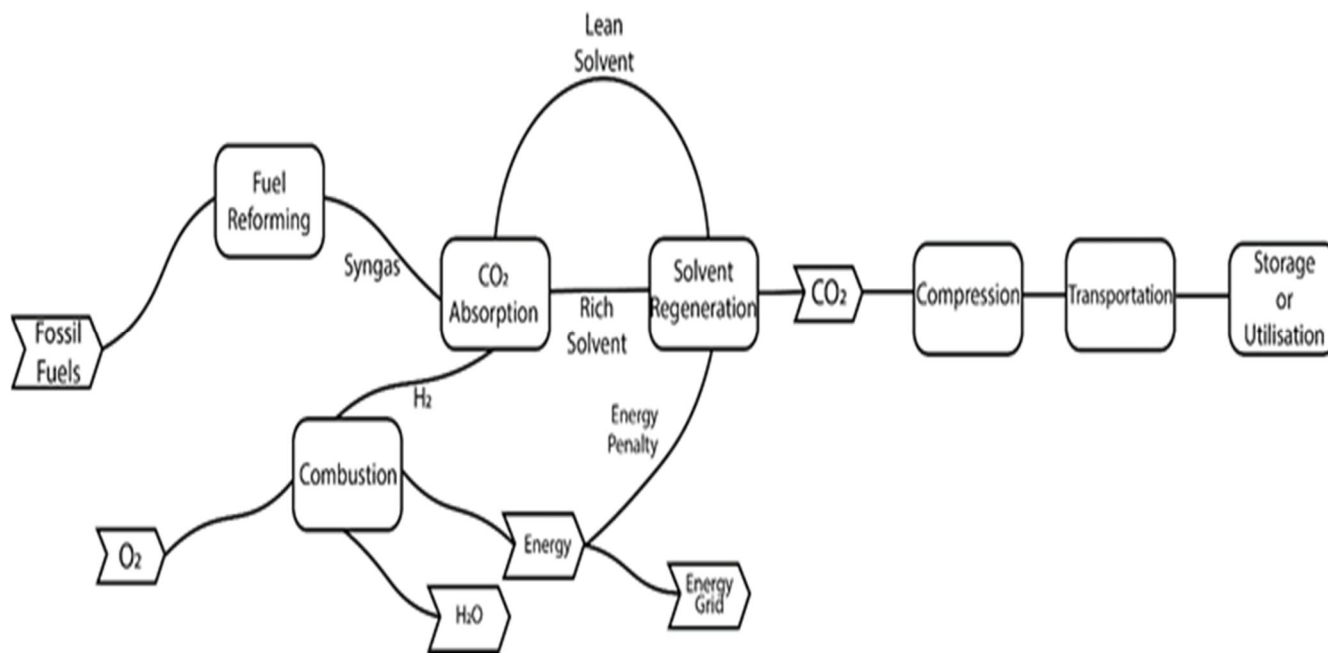 Lean
Solvent
Fuel
Reforming
Syngas
CO₂
Absorption
Rich
Solvent
Solvent
Regeneration
CO₂
Compression
Transportation
Storage
or
Utilisation
Fossil
Fuels
H₂
Energy
Penalty
Combustion
O₂
Energy
H₂O
Energy
Grid